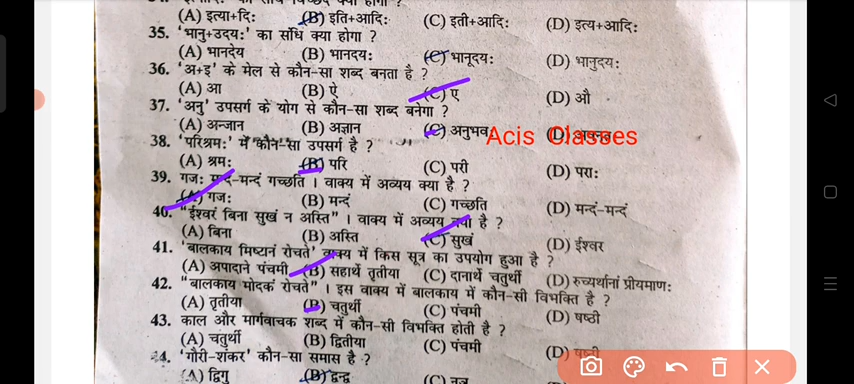 (A) इत्या+दि: (B) इति+आदि: (C) इती+आदि: (D) इत्य+आदि:
35. 'भानु+उदय:' का संधि क्या होगा ?
(A) भानदेय (B) भानदय: (C) भानूदय: (D) भानुदय:
36. 'अ+इ' के मेल से कौन-सा शब्द बनता है ?
(A) आ (B) ऐ (C) ए (D) औ
37. 'अनु' उपसर्ग के योग से कौन-सा शब्द बनेगा ?
(A) अन्जान (B) अज्ञान (C) अनुभव: (D)
Acis Classes
38. 'परिश्रम:' में कौन-सा उपसर्ग है ?
(A) श्रम: (B) परि (C) परी (D) परा:
39. गज: मन्दं-मन्दं गच्छति । वाक्य में अव्यय क्या है ?
(A) गज: (B) मन्दं (C) गच्छति (D) मन्दं-मन्दं
40. "ईश्वरं बिना सुखं न अस्ति" । वाक्य में अव्यय क्या है ?
(A) बिना (B) अस्ति (C) सुखं (D) ईश्वर
41. 'बालकाय मिष्टानं रोचते' वाक्य में किस सूत्र का उपयोग हुआ है ?
(A) अपादाने पंचमी (B) सहार्थे तृतीया (C) दानार्थे चतुर्थी (D) रुच्यर्थानां प्रीयमाण:
42. "बालकाय मोदकं रोचते" । इस वाक्य में बालकाय में कौन-सी विभक्ति है ?
(A) तृतीया (B) चतुर्थी (C) पंचमी (D) षष्ठी
43. काल और मार्गवाचक शब्द में कौन-सी विभक्ति होती है ?
(A) चतुर्थी (B) द्वितीया (C) पंचमी (D)
44. 'गौरी-शंकर' कौन-सा समास है ?
(A) द्विगु (B) द्वन्द्व (C)